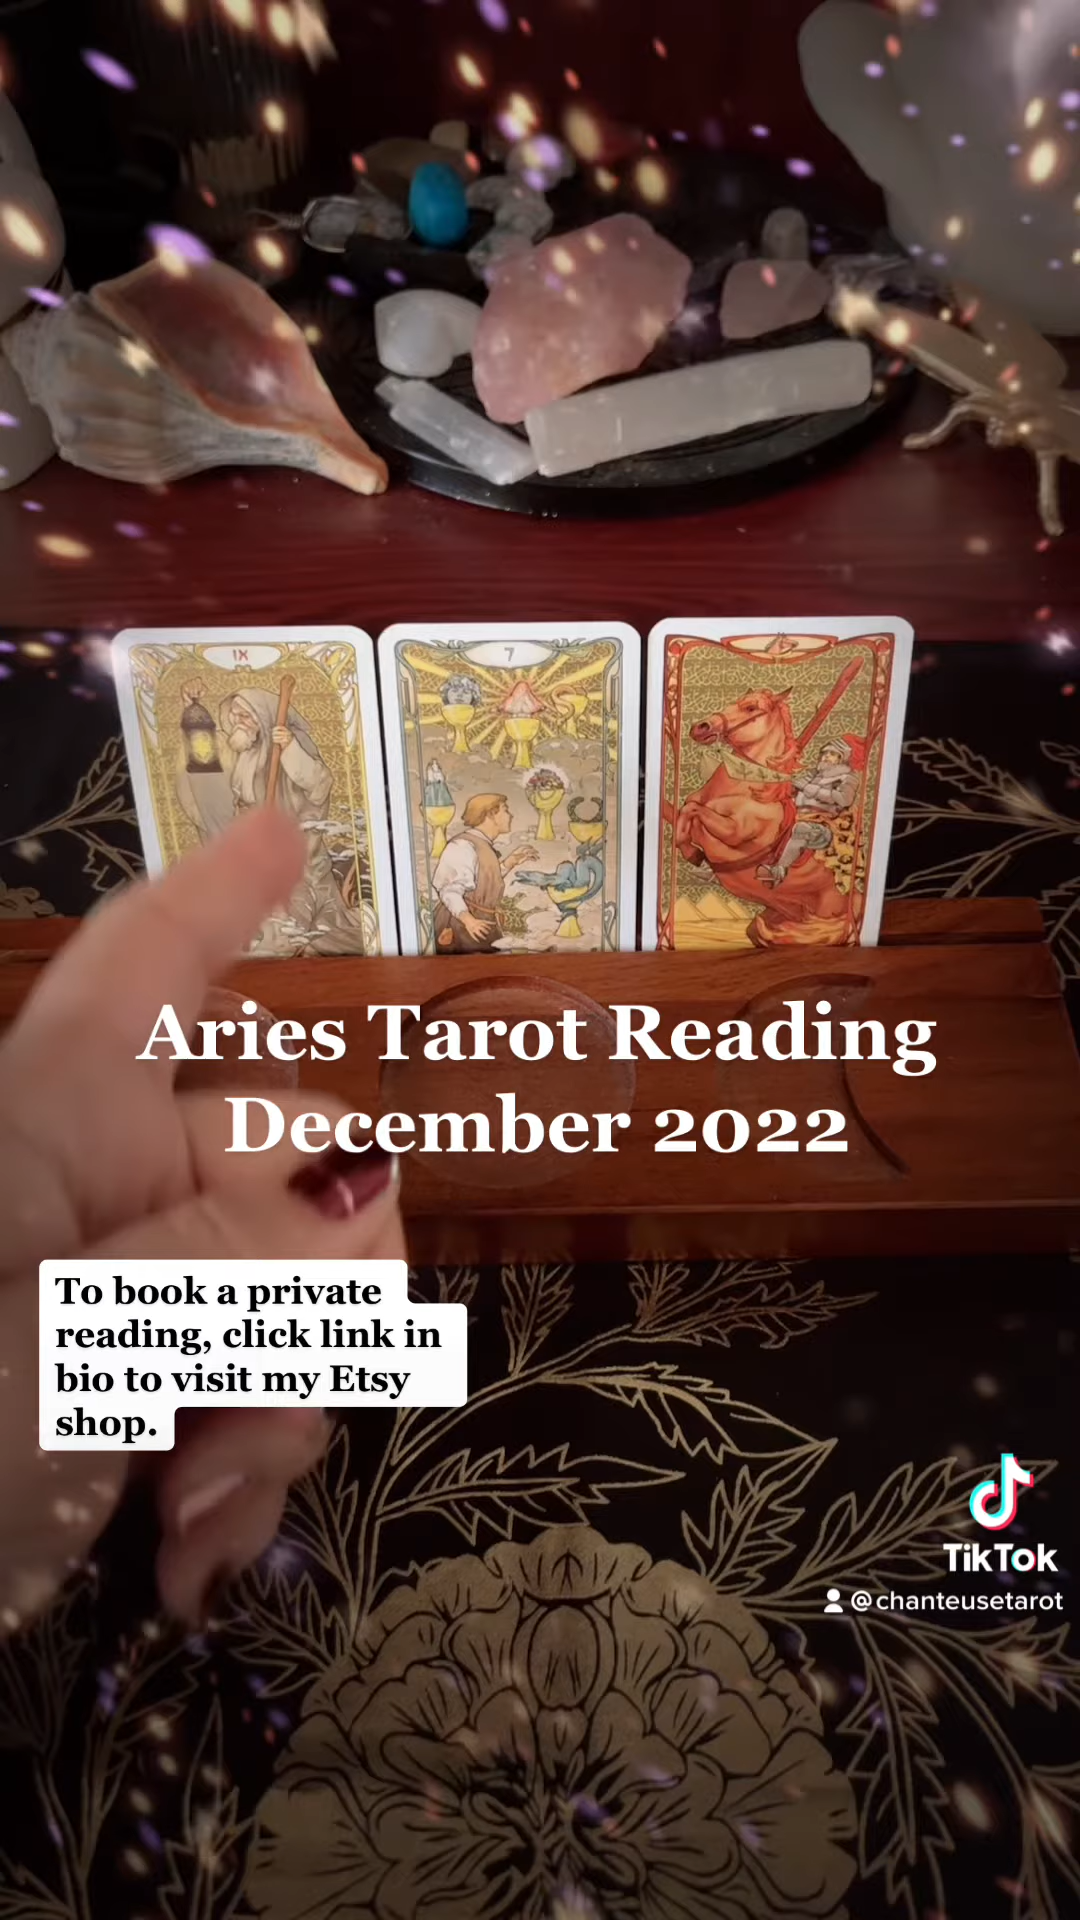 XI
7
Aries Tarot Reading
December 2022
To book a private
reading, click link in
bio to visit my Etsy
shop.
TikTok
@chanteusetarot